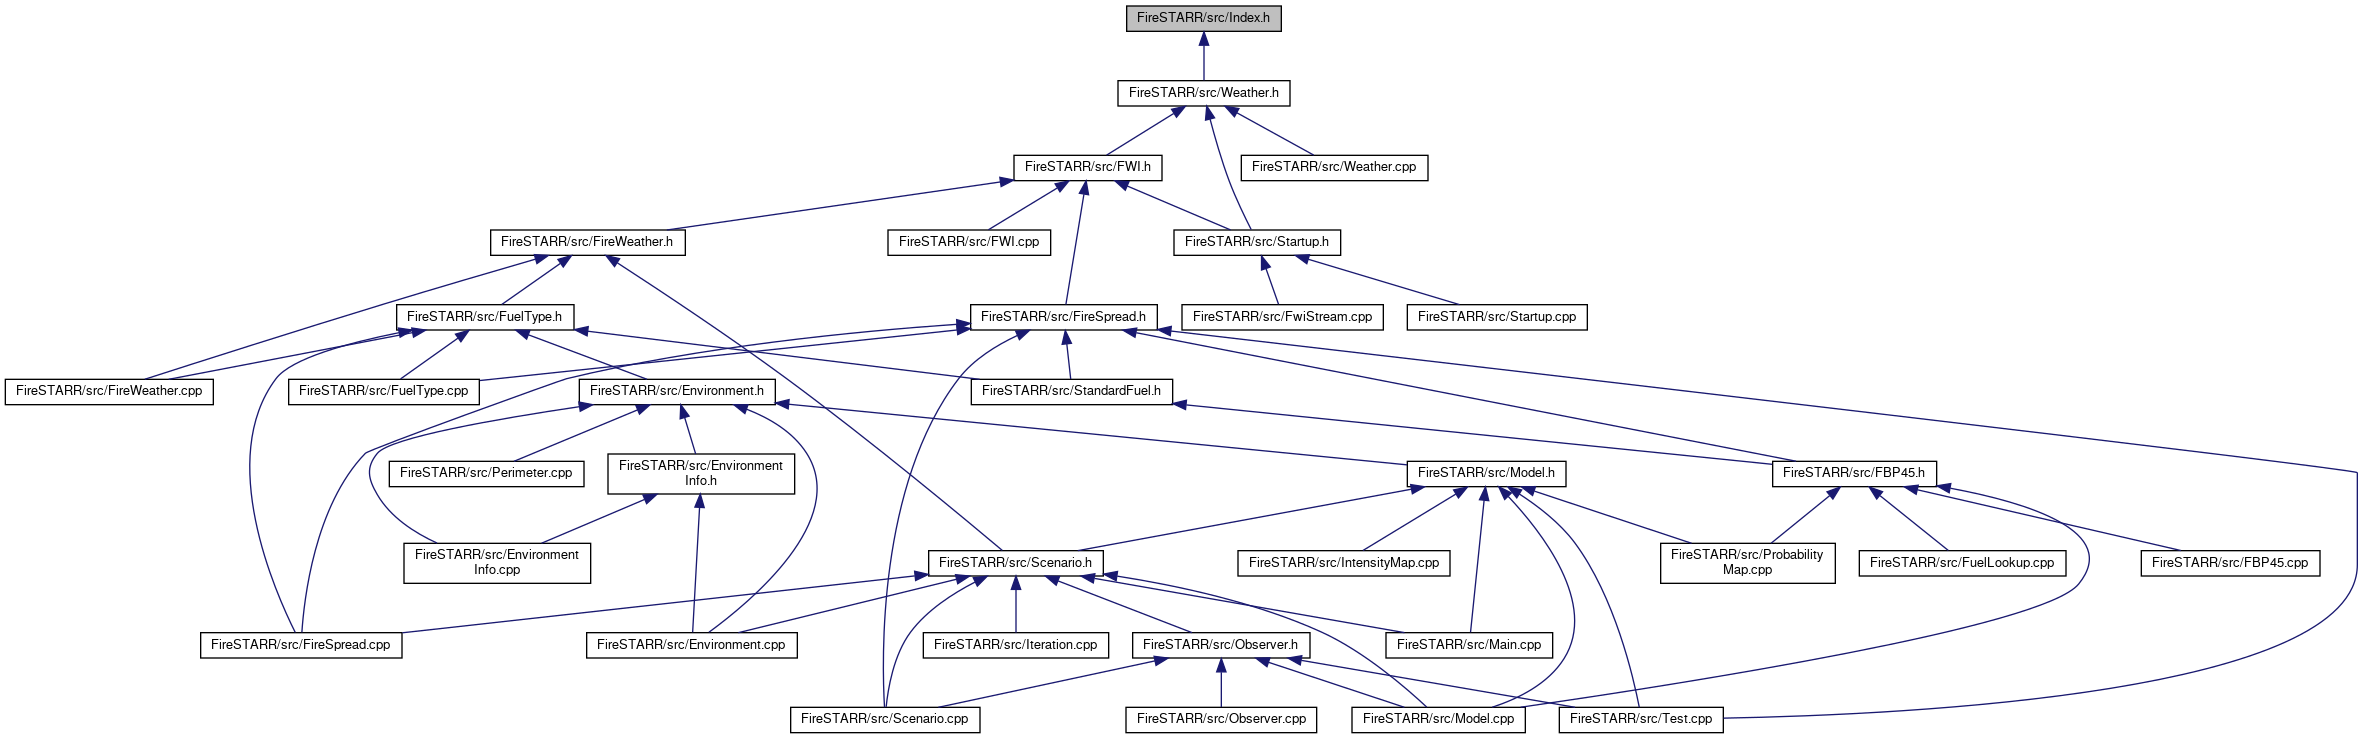 FireSTARR/src/Index.h
FireSTARR/src/Weather.h
FireSTARR/src/FWI.h
FireSTARR/src/Weather.cpp
FireSTARR/src/FireWeather.h
FireSTARR/src/FWI.cpp
FireSTARR/src/Startup.h
FireSTARR/src/FuelType.h
FireSTARR/src/FireSpread.h
FireSTARR/src/FwiStream.cpp
FireSTARR/src/Startup.cpp
FireSTARR/src/FireWeather.cpp
FireSTARR/src/FuelType.cpp
FireSTARR/src/Environment.h
FireSTARR/src/StandardFuel.h
FireSTARR/src/Perimeter.cpp
FireSTARR/src/Environment
Info.h
FireSTARR/src/Model.h
FireSTARR/src/FBP45.h
FireSTARR/src/Environment
Info.cpp
FireSTARR/src/Scenario.h
FireSTARR/src/IntensityMap.cpp
FireSTARR/src/Probability
Map.cpp
FireSTARR/src/FuelLookup.cpp
FireSTARR/src/FBP45.cpp
FireSTARR/src/FireSpread.cpp
FireSTARR/src/Environment.cpp
FireSTARR/src/Iteration.cpp
FireSTARR/src/Observer.h
FireSTARR/src/Main.cpp
FireSTARR/src/Scenario.cpp
FireSTARR/src/Observer.cpp
FireSTARR/src/Model.cpp
FireSTARR/src/Test.cpp